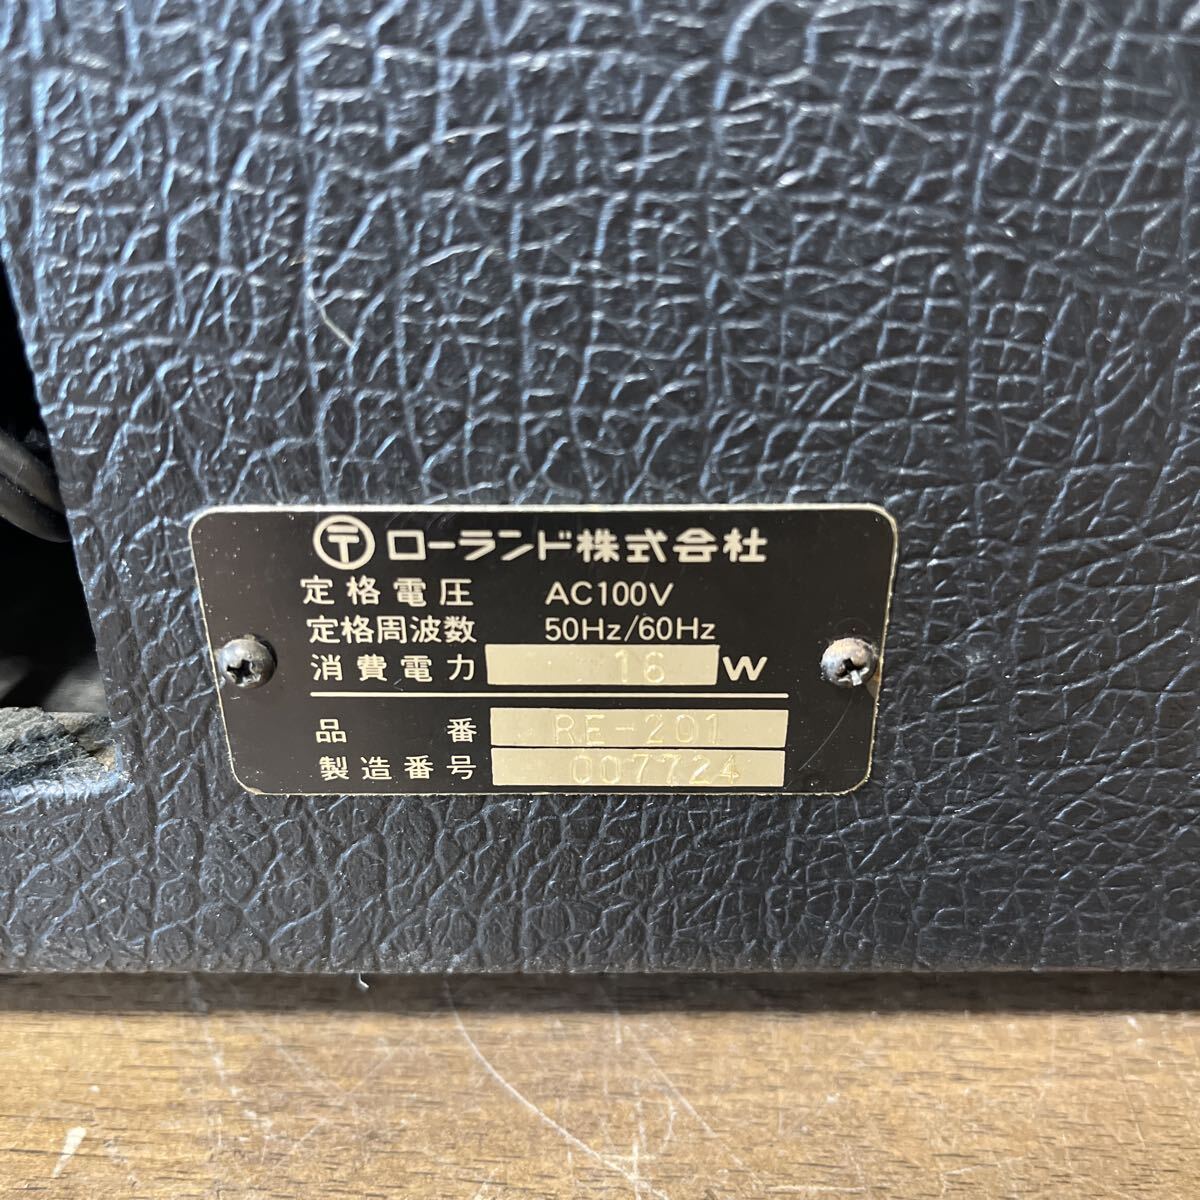 〒 ローランド株式会社
定格電圧 AC100V
定格周波数 50Hz/60Hz
消費電力 16 W
品番 RE-201
製造番号 007724